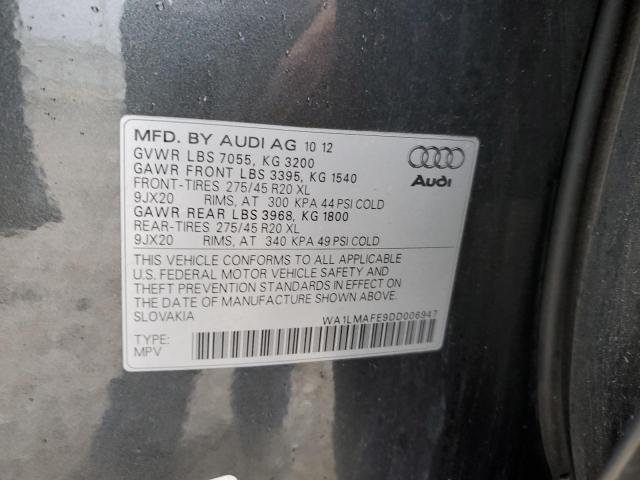 MFD. BY AUDI AG 10 12
GVWR LBS 7055, KG 3200
GAWR FRONT LBS 3395, KG 1540
FRONT-TIRES 275/45 R20 XL
9JX20 RIMS, AT 300 KPA 44 PSI COLD
GAWR REAR LBS 3968, KG 1800
REAR-TIRES 275/45 R20 XL
9JX20 RIMS, AT 340 KPA 49 PSI COLD
Audi
THIS VEHICLE CONFORMS TO ALL APPLICABLE
U.S. FEDERAL MOTOR VEHICLE SAFETY AND
THEFT PREVENTION STANDARDS IN EFFECT ON
THE DATE OF MANUFACTURE SHOWN ABOVE.
SLOVAKIA
WA1LMAFE9DD006947
TYPE:
MPV